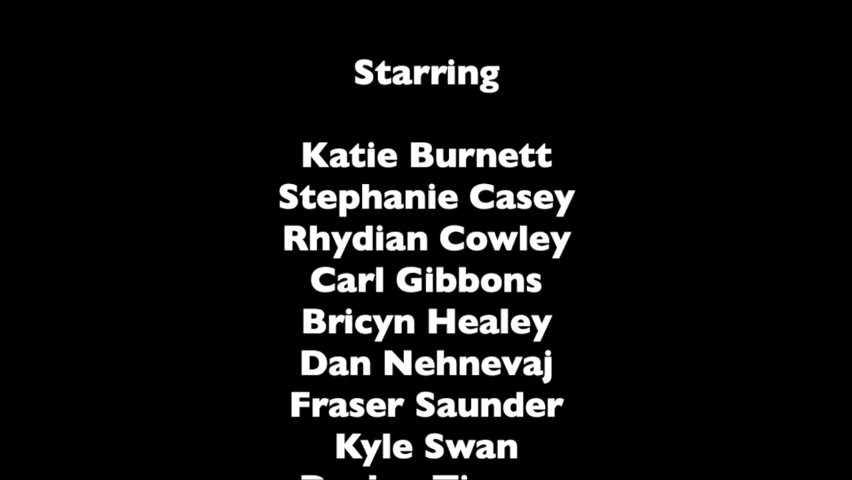 Starring
Katie Burnett
Stephanie Casey
Rhydian Cowley
Carl Gibbons
Bricyn Healey
Dan Nehnevaj
Fraser Saunder
Kyle Swan